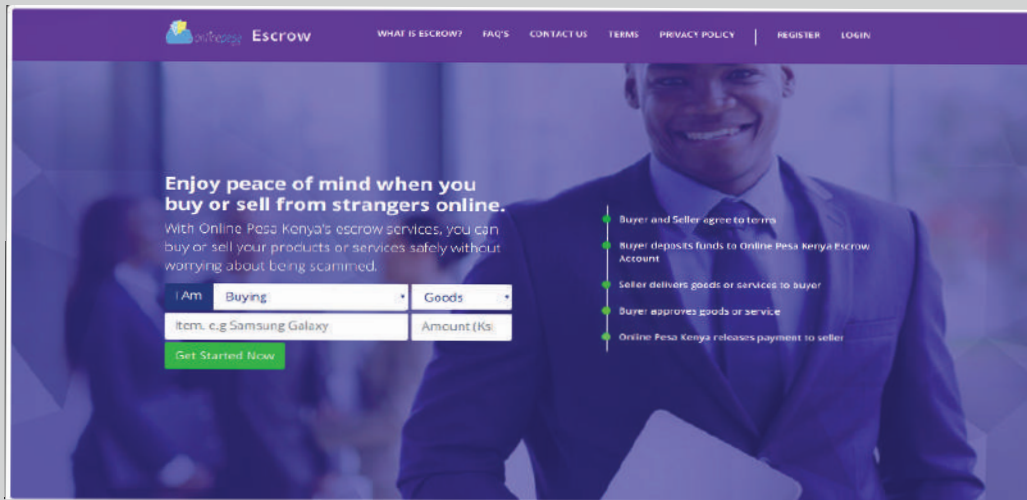 onlinepesa Escrow
WHAT IS ESCROW? FAQ'S CONTACT US TERMS PRIVACY POLICY REGISTER LOGIN
Enjoy peace of mind when you
buy or sell from strangers online.
With Online Pesa Kenya's escrow services, you can
buy or sell your products or services safely without
worrying about being scammed.
I Am Buying Goods
Item. e.g Samsung Galaxy Amount (Ks
Get Started Now
Buyer and Seller agree to terms
Buyer deposits funds to Online Pesa Kenya Escrow
Account
Seller delivers goods or services to buyer
Buyer approves goods or service
Online Pesa Kenya releases payment to seller